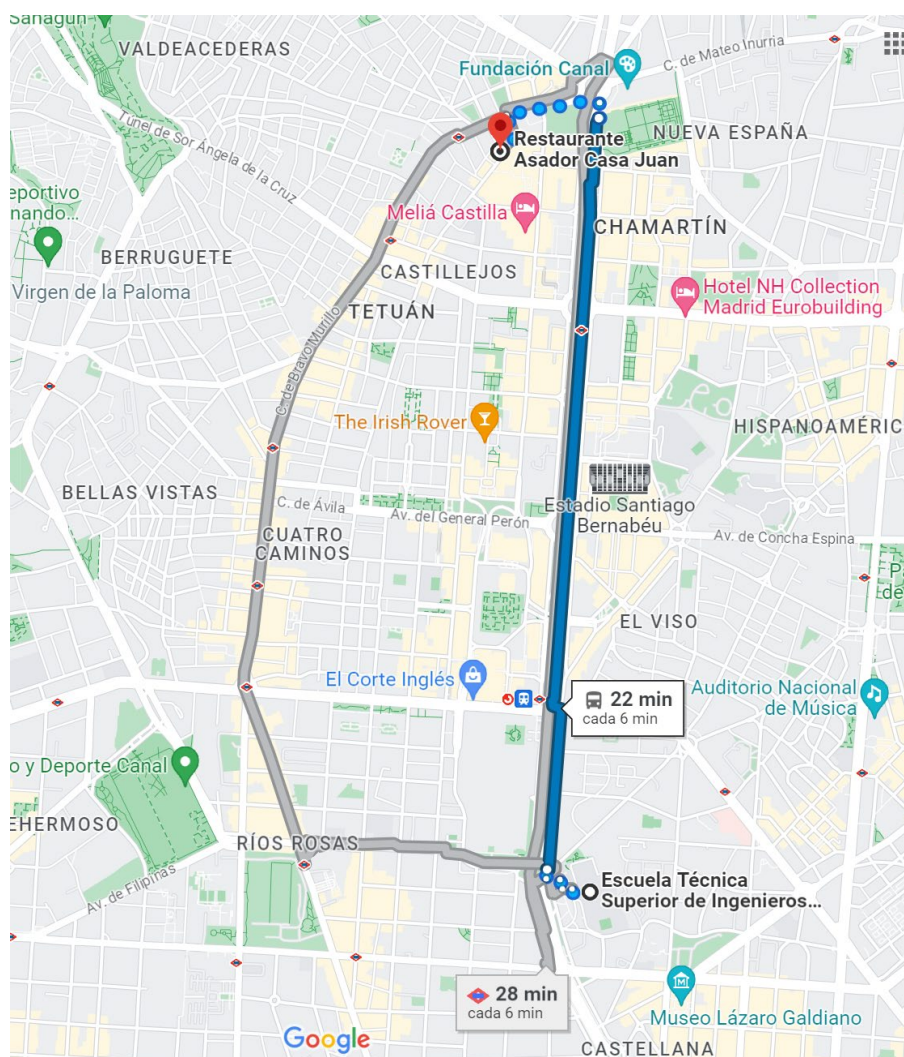 Sanagún
VALDEACEDERAS
Fundación Canal
C. de Mateo Inurria
Túnel de Sor Ángela de la Cruz
NUEVA ESPAÑA
Restaurante
Asador Casa Juan
eportivo
nando...
Meliá Castilla
CHAMARTÍN
BERRUGUETE
CASTILLEJOS
Virgen de la Paloma
Hotel NH Collection
Madrid Eurobuilding
TETUÁN
C. de Bravo Murillo
The Irish Rover
HISPANOAMÉRIC
BELLAS VISTAS
C. de Ávila
Av. del General Perón
Estadio Santiago
Bernabéu
Av. de Concha Espina
CUATRO
CAMINOS
P
de
EL VISO
El Corte Inglés
22 min
cada 6 min
Auditorio Nacional
de Música
o y Deporte Canal
EHERMOSO
RÍOS ROSAS
Av. de Filipinas
Escuela Técnica
Superior de Ingenieros...
28 min
cada 6 min
Museo Lázaro Galdiano
Google
CASTELLANA